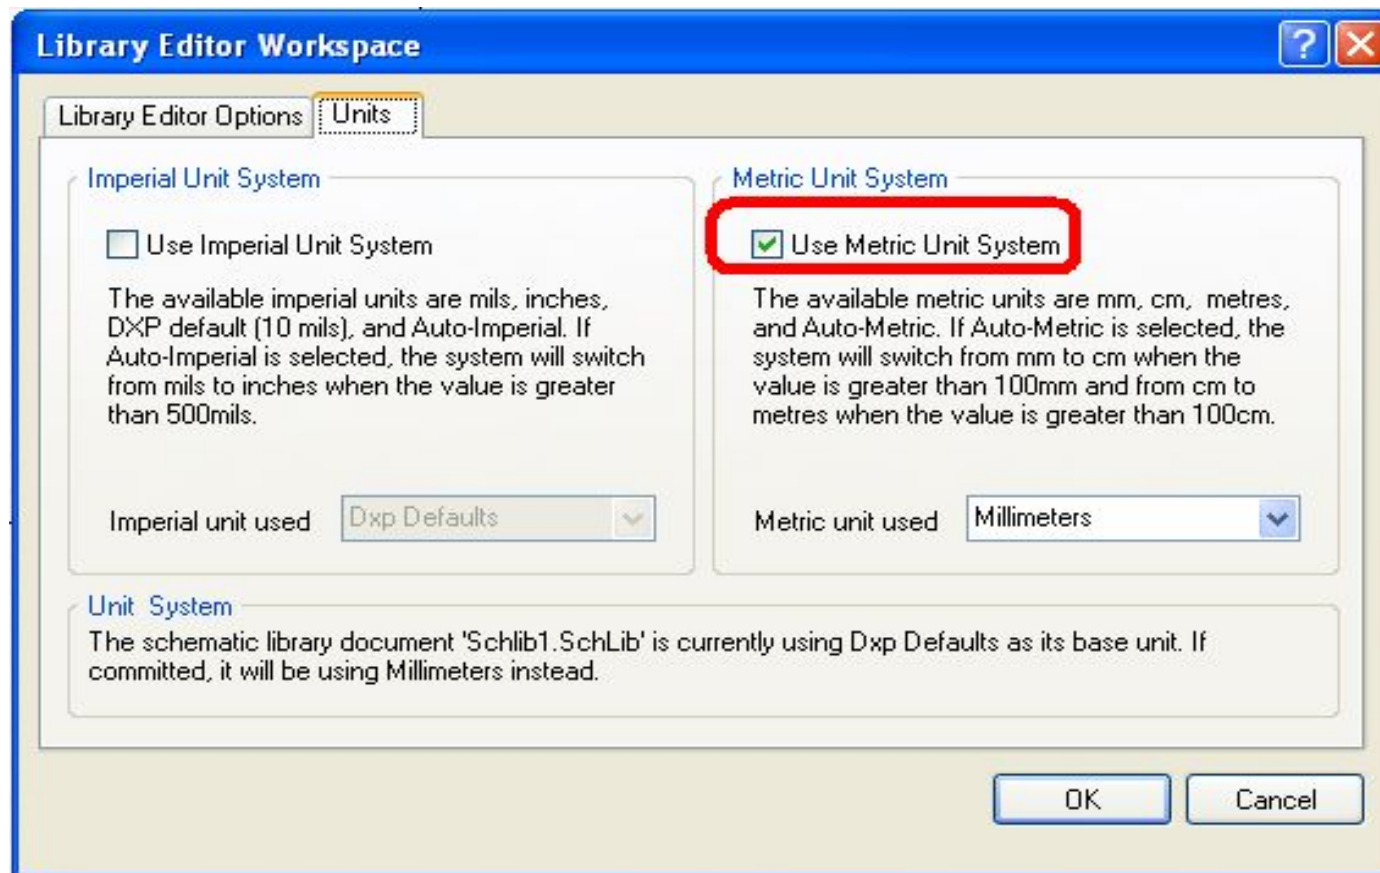 Library Editor Workspace
Library Editor Options
Units
Imperial Unit System
Use Imperial Unit System
The available imperial units are mils, inches,
DXP default (10 mils), and Auto-Imperial. If
Auto-Imperial is selected, the system will switch
from mils to inches when the value is greater
than 500mils.
Imperial unit used
Dxp Defaults
Metric Unit System
Use Metric Unit System
The available metric units are mm, cm, metres,
and Auto-Metric. If Auto-Metric is selected, the
system will switch from mm to cm when the
value is greater than 100mm and from cm to
metres when the value is greater than 100cm.
Metric unit used
Millimeters
Unit System
The schematic library document 'Schlib1.SchLib' is currently using Dxp Defaults as its base unit. If
committed, it will be using Millimeters instead.
OK
Cancel